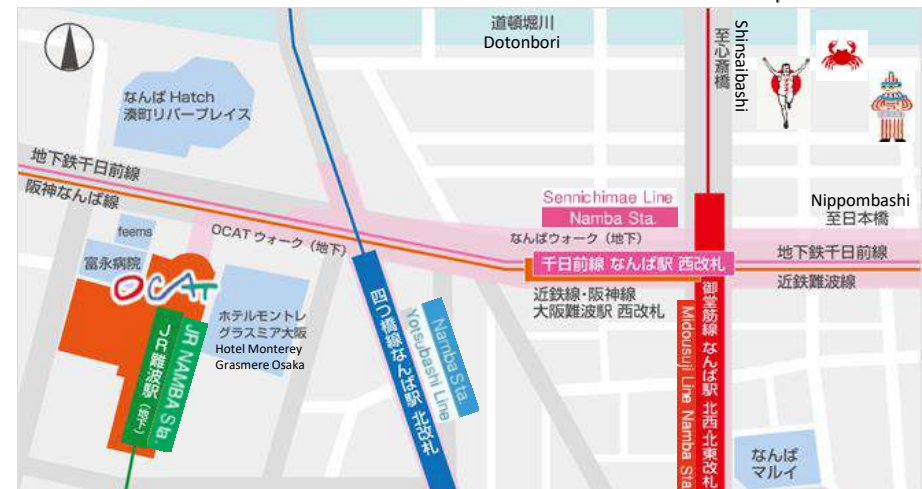 道頓堀川
Dotonbori
至心斎橋
Shinsaibashi
なんば Hatch
湊町リバープレイス
地下鉄千日前線
阪神なんば線
Sennichimae Line
Namba Sta.
Nippombashi
至日本橋
feems
OCAT ウォーク（地下）
なんばウォーク（地下）
千日前線 なんば駅 西改札
地下鉄千日前線
富永病院
OCAT
近鉄難波線
近鉄線・阪神線
大阪難波駅 西改札
ホテルモントレ
グラスミア大阪
Hotel Monterey
Grasmere Osaka
JR難波駅（地下）
JR NAMBA Sta.
四つ橋線なんば駅 北改札
Yotsubashi Line
Namba Sta.
Midousuji Line Namba Sta
御堂筋線 なんば駅 北西・北東改札
なんば
マルイ